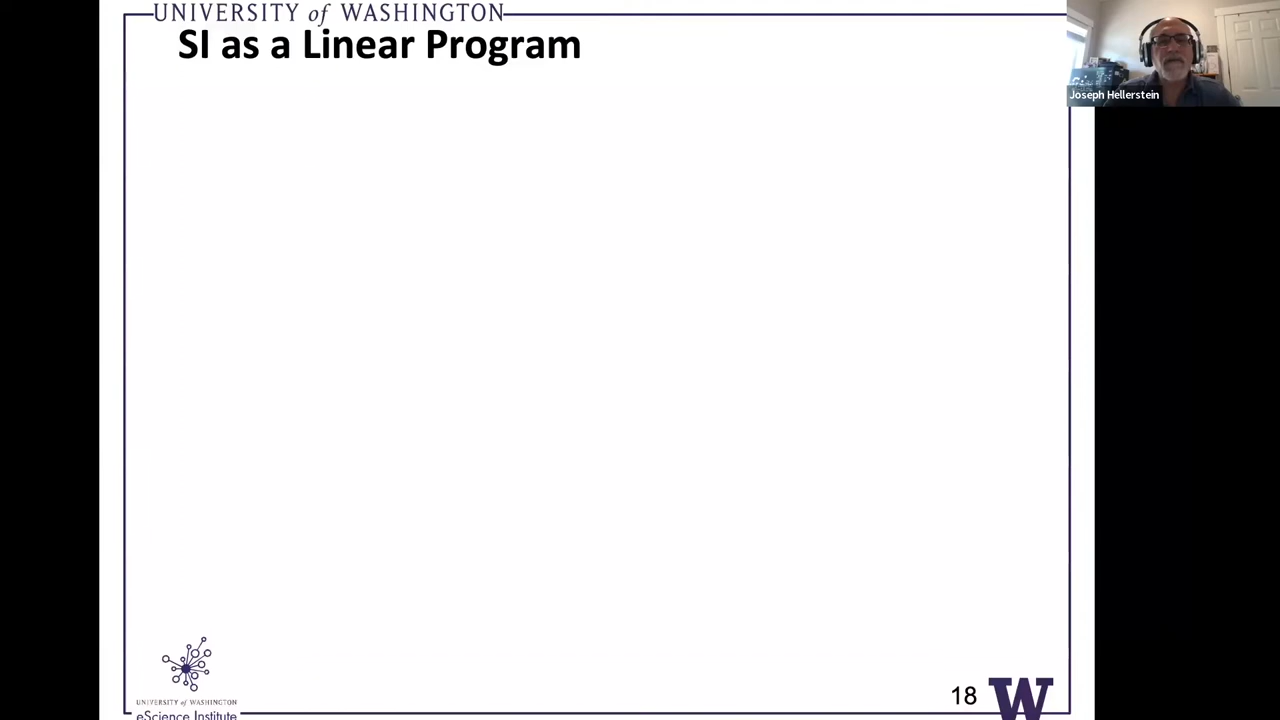 UNIVERSITY of WASHINGTON
SI as a Linear Program
Joseph Hellerstein
UNIVERSITY of WASHINGTON
eScience Institute
18
W